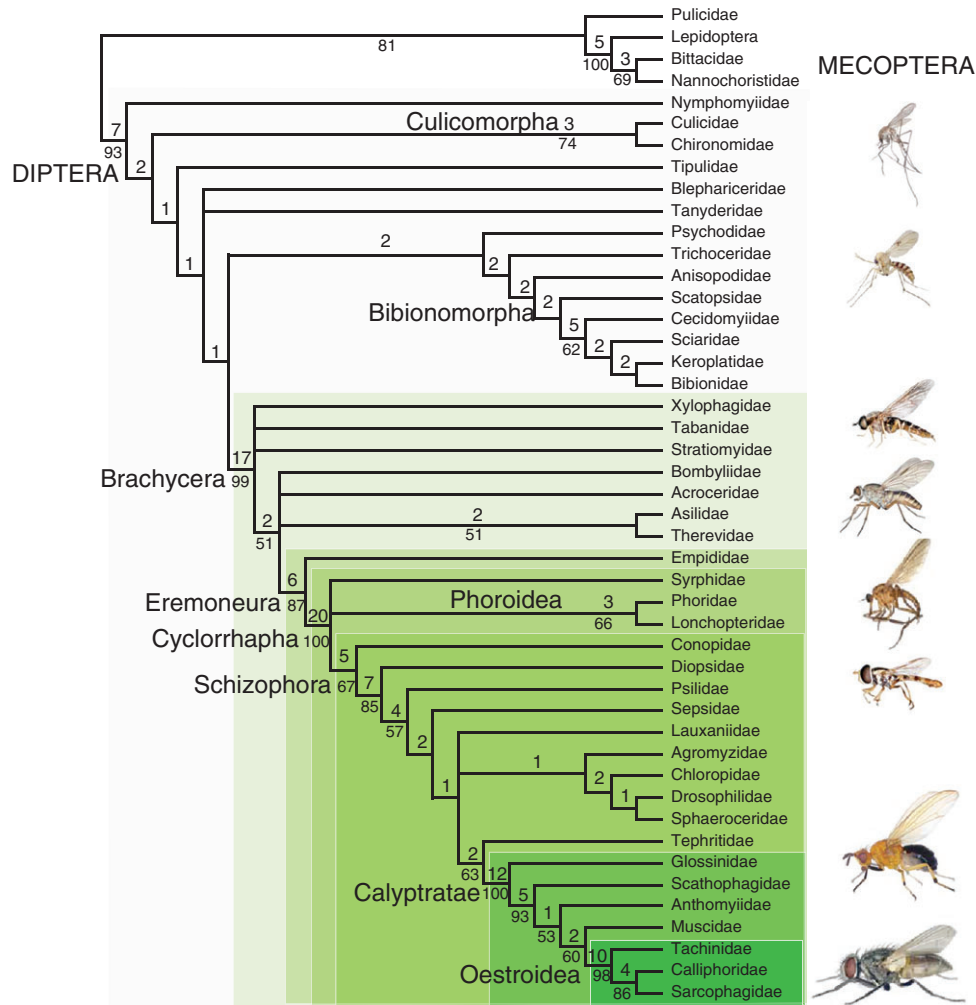 Pulicidae
81
5
Lepidoptera
100
3
Bittacidae
MECOPTERA
69
Nannochoristidae
7
Nymphomyiidae
93
Culicomorpha 3
Culicidae
74
Chironomidae
DIPTERA
2
Tipulidae
Blephariceridae
1
Tanyderidae
Psychodidae
2
Trichoceridae
1
2
Anisopodidae
2
Scatopsidae
2
Bibionomorpha
Cecidomyiidae
5
62
Sciaridae
1
2
Keroplatidae
2
Bibionidae
Xylophagidae
Tabanidae
17
Stratiomyidae
Brachycera
99
Bombyliidae
Acroceridae
2
2
Asilidae
51
51
Therevidae
Empididae
6
Syrphidae
Eremoneura
87
Phoroidea
3
Phoridae
20
66
Lonchopteridae
Cyclorrhapha
100
Conopidae
5
Diopsidae
Schizophora
67
7
85
Psilidae
4
57
Sepsidae
2
Lauxaniidae
1
Agromyzidae
1
2
Chloropidae
1
Drosophilidae
Sphaeroceridae
2
Tephritidae
63
12
Glossinidae
Calyptratae
100
5
Scathophagidae
93
1
Anthomyiidae
53
2
Muscidae
60
10
Tachinidae
Oestroidea
98
4
Calliphoridae
86
Sarcophagidae